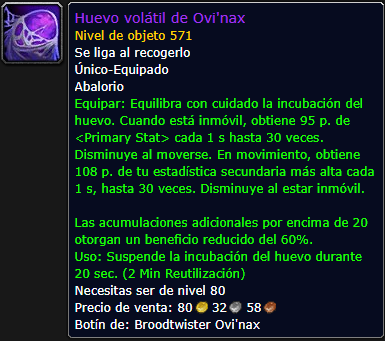 Huevo volátil de Ovi'nax
Nivel de objeto 571
Se liga al recogerlo
Único-Equipado
Abalorio
Equipar: Equilibra con cuidado la incubación del
huevo. Cuando está inmóvil, obtiene 95 p. de
<Primary Stat> cada 1 s hasta 30 veces.
Disminuye al moverse. En movimiento, obtiene
108 p. de tu estadística secundaria más alta cada
1 s, hasta 30 veces. Disminuye al estar inmóvil.
Las acumulaciones adicionales por encima de 20
otorgan un beneficio reducido del 60%.
Uso: Suspende la incubación del huevo durante
20 sec. (2 Min Reutilización)
Necesitas ser de nivel 80
Precio de venta: 80 32 58
Botín de: Broodtwister Ovi'nax